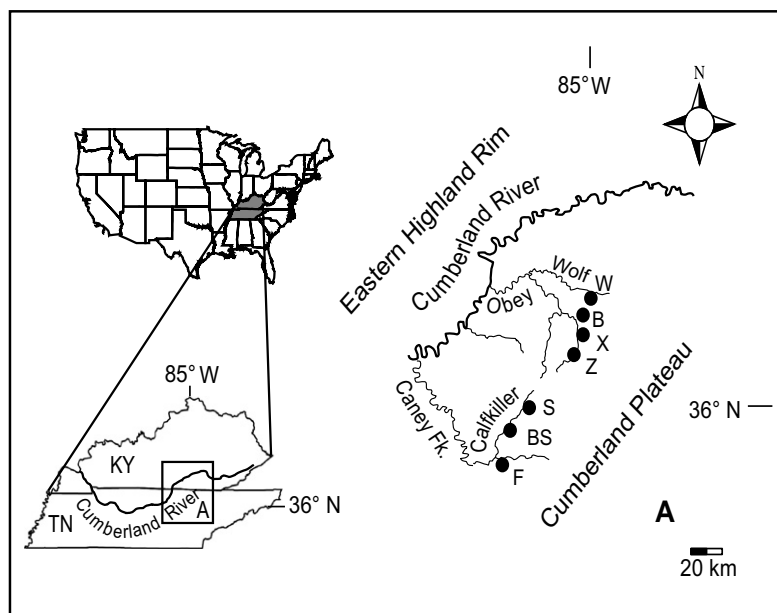 85°W
N
Eastern Highland Rim
Cumberland River
Wolf
W
Obey
B
X
Z
Caney Fk.
Calfkiller
S
BS
F
36° N
Cumberland Plateau
A
20 km
85° W
KY
TN
Cumberland River
A
36° N